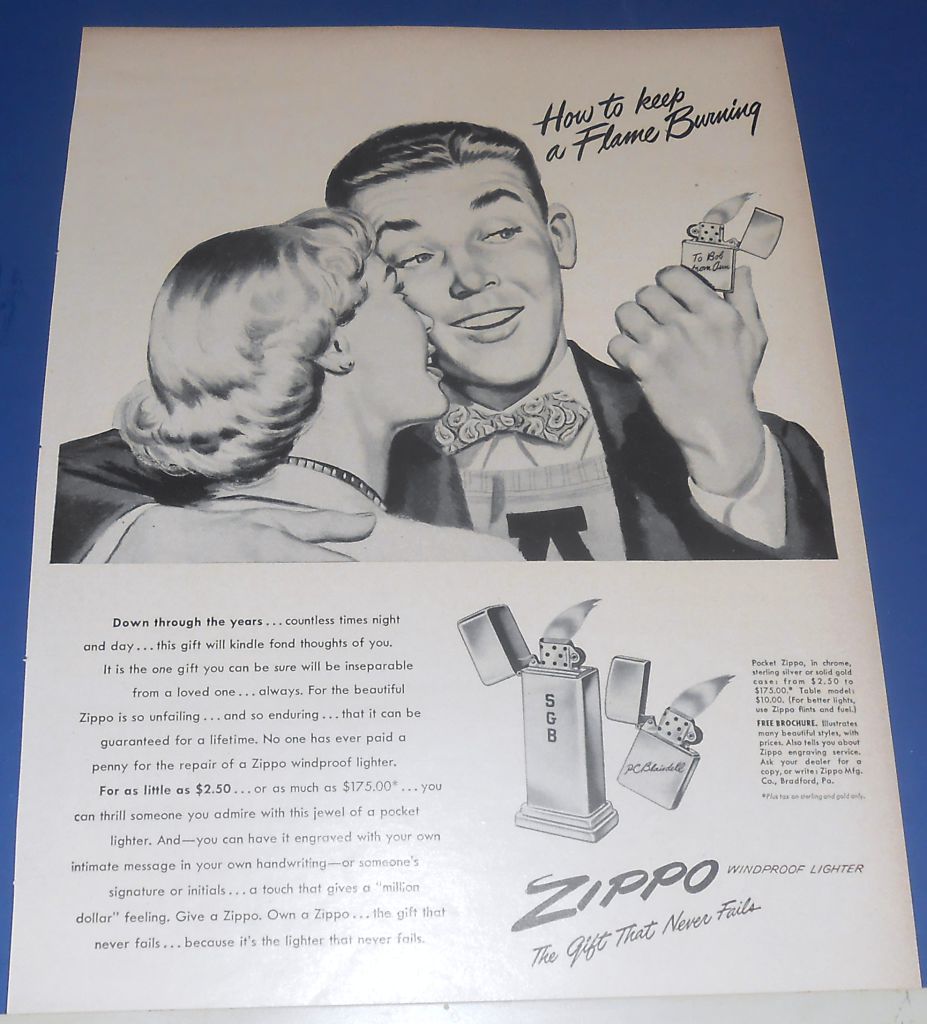 How to keep
a Flame Burning
To Bob
from Ann
A
Down through the years...countless times night
and day...this gift will kindle fond thoughts of you.
It is the one gift you can be sure will be inseparable
from a loved one...always. For the beautiful
Zippo is so unfailing...and so enduring...that it can be
guaranteed for a lifetime. No one has ever paid a
penny for the repair of a Zippo windproof lighter.
For as little as $2.50...or as much as $175.00*...you
can thrill someone you admire with this jewel of a pocket
lighter. And—you can have it engraved with your own
intimate message in your own handwriting—or someone's
signature or initials...a touch that gives a "million
dollar" feeling. Give a Zippo. Own a Zippo...the gift that
never fails...because it's the lighter that never fails.
S
G
B
PC Blaisdell
Pocket Zippo, in chrome,
sterling silver or solid gold
case: from $2.50 to
$175.00.* Table model:
$10.00. (For better lights,
use Zippo flints and fuel.)
FREE BROCHURE. Illustrates
many beautiful styles, with
prices. Also tells you about
Zippo engraving service.
Ask your dealer for a
copy, or write: Zippo Mfg.
Co., Bradford, Pa.
*Plus tax on sterling and gold only.
ZIPPO WINDPROOF LIGHTER
The Gift That Never Fails